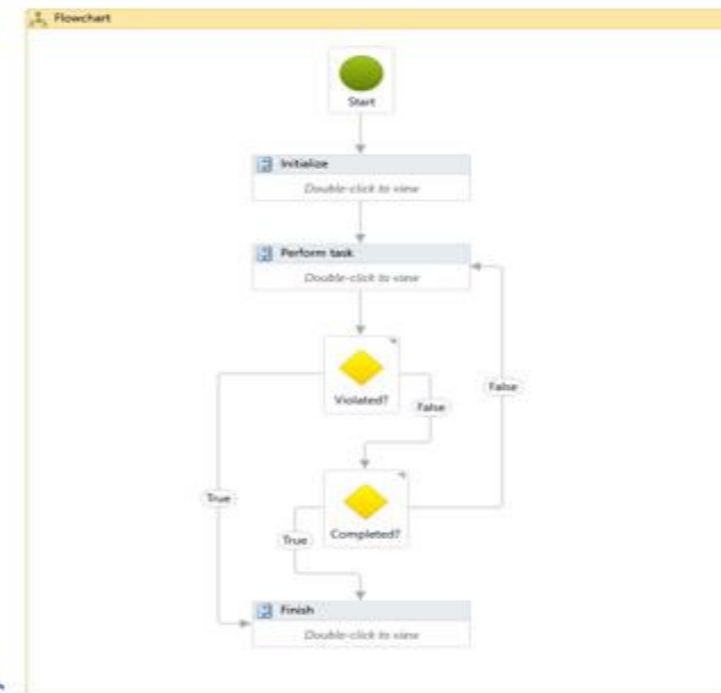 Flowchart
Start
Initialize
Double-click to view
Perform task
Double-click to view
Violated?
False
False
True
Completed?
True
Finish
Double-click to view